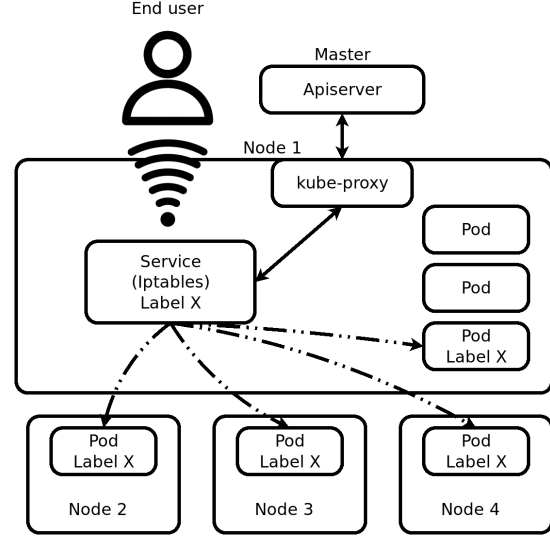 End user
Master
Apiserver
Node 1
kube-proxy
Pod
Service
(Iptables)
Label X
Pod
Pod
Label X
Pod
Label X
Node 2
Pod
Label X
Node 3
Pod
Label X
Node 4